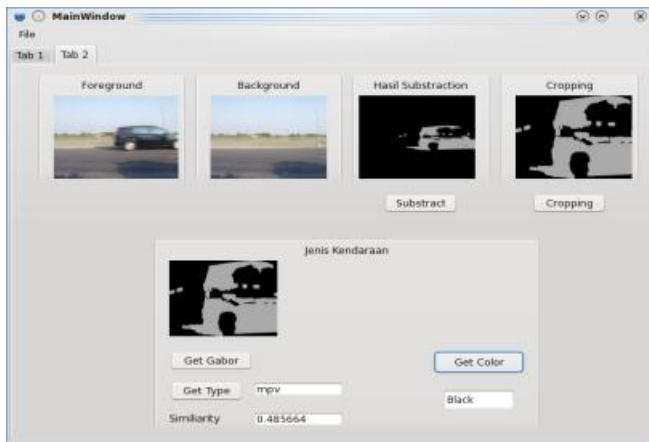 MainWindow
File
Tab 1 Tab 2
Foreground Background Hasil Substraction Cropping
Substract Cropping
Jenis Kendaraan
Get Gabor Get Color
Get Type mpv
Black
Similiarity 0.485664